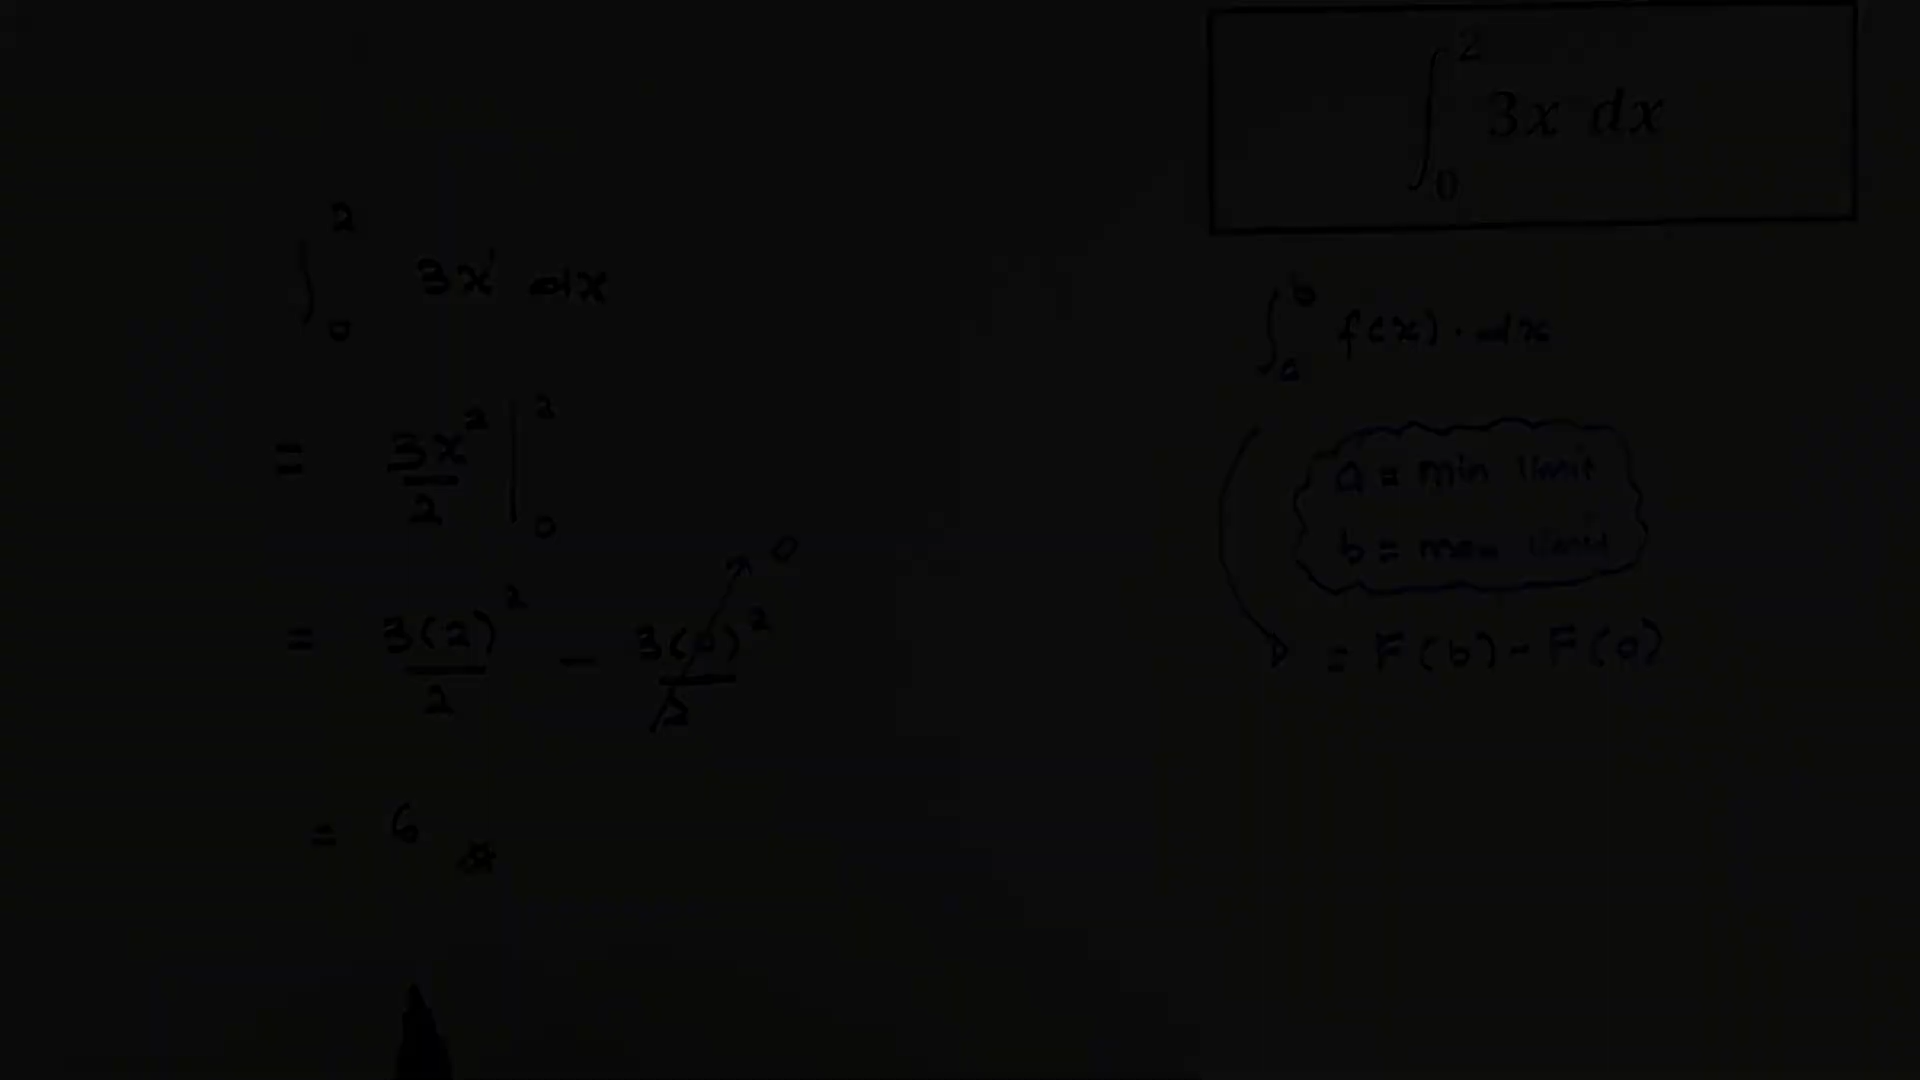 ∫₀² 3x dx
∫₀² 3x¹ dx
= 3x²/2 |₀²
= 3(2)²/2 − 3(0)²/2 ↗ 0
= 6
∫ₐᵇ f(x) · dx
a = min limit
b = max limit
= F(b) − F(a)